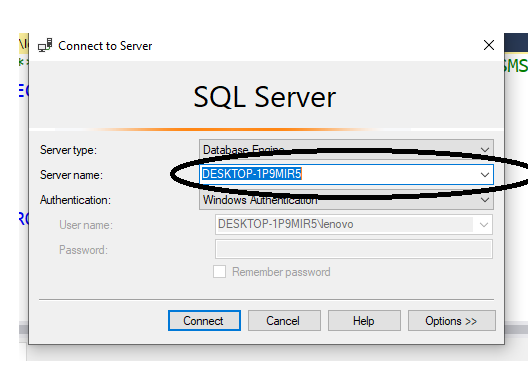 Connect to Server
SMS
SQL Server
Server type: Database Engine
Server name: DESKTOP-1P9MIR5
Authentication: Windows Authentication
User name: DESKTOP-1P9MIR5\lenovo
Password:
Remember password
Connect Cancel Help Options >>